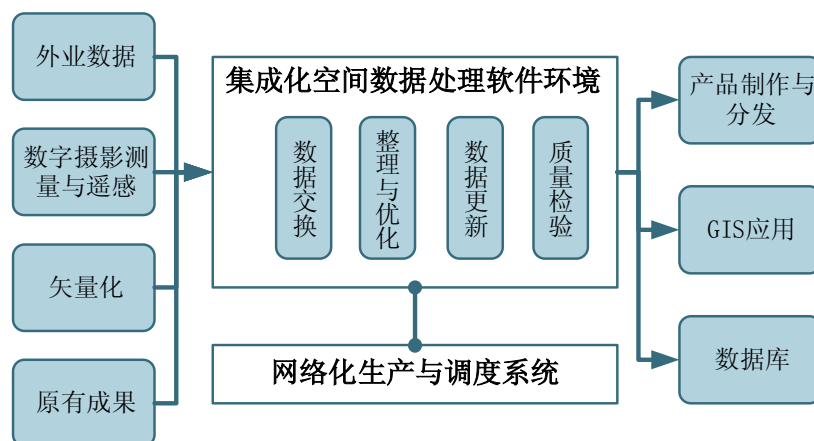 外业数据
数字摄影测
量与遥感
矢量化
原有成果
集成化空间数据处理软件环境
数据交换
整理与优化
数据更新
质量检验
网络化生产与调度系统
产品制作与
分发
GIS应用
数据库